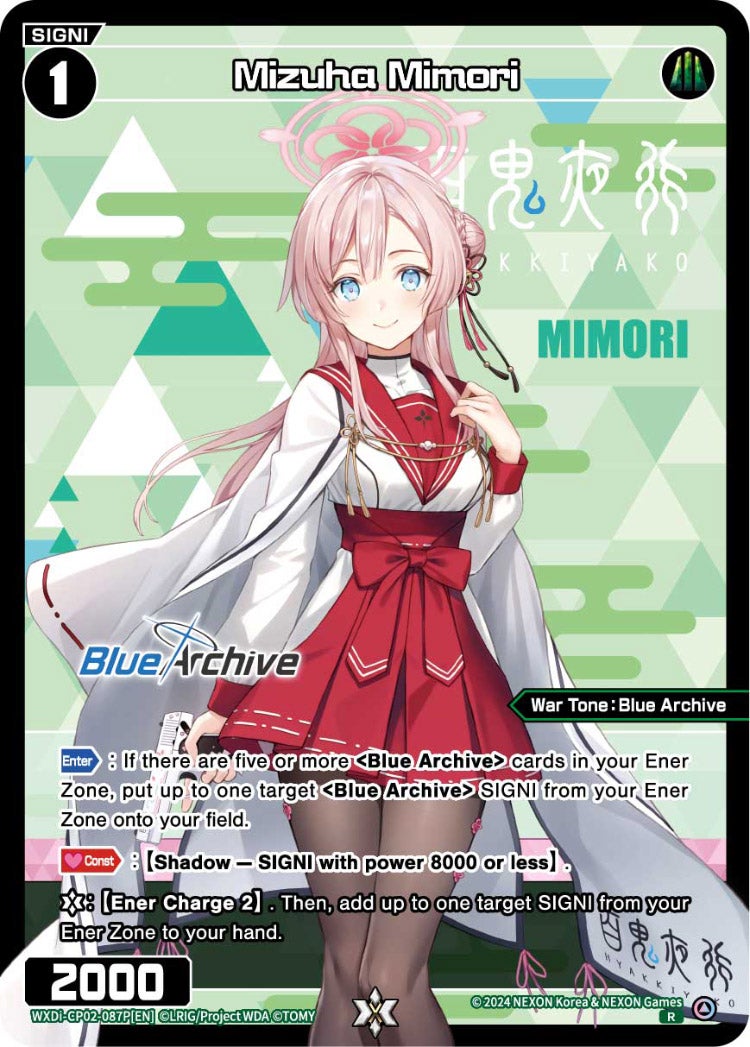 SIGNI
1
Mizuha Mimori
百鬼夜行
KKIYAKO
MIMORI
Blue Archive
War Tone:Blue Archive
Enter : If there are five or more <Blue Archive> cards in your Ener
Zone, put up to one target <Blue Archive> SIGNI from your Ener
Zone onto your field.
Const : 【Shadow — SIGNI with power 8000 or less】.
: 【Ener Charge 2】. Then, add up to one target SIGNI from your
Ener Zone to your hand.
百鬼夜行
HYAKKIYAKO
2000
©2024 NEXON Korea & NEXON Games
WXDi-CP02-087P[EN] ©LRIG/Project WDA ©TOMY
R